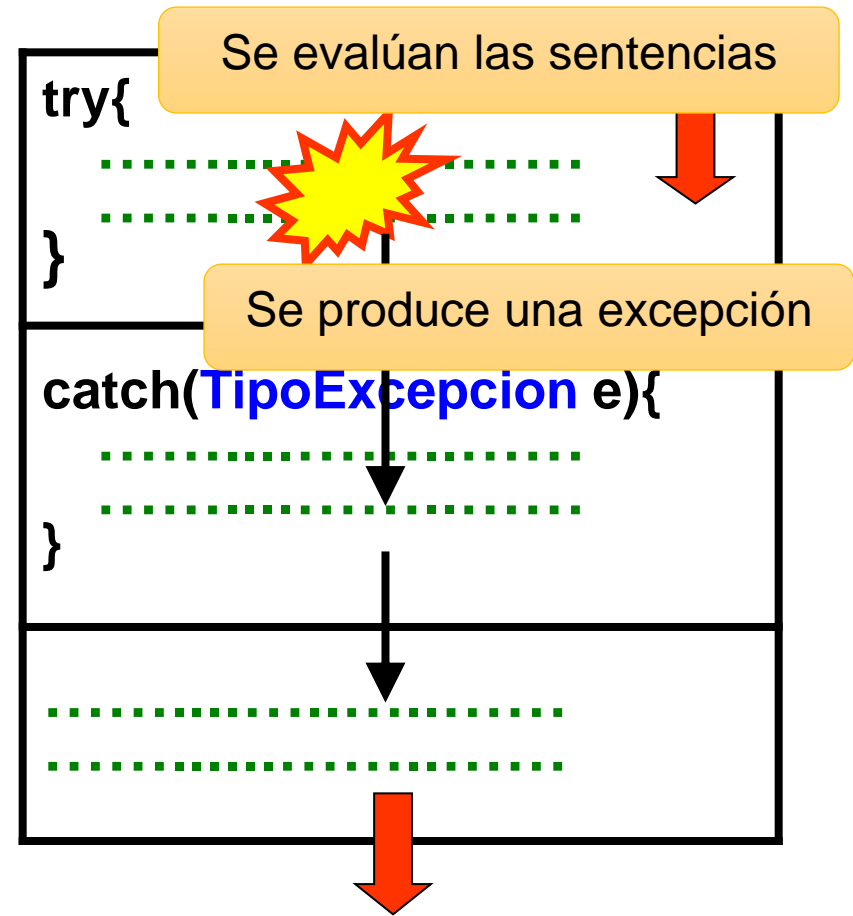 Se evalúan las sentencias
try{
}
Se produce una excepción
catch(TipoExcepcion e){
}